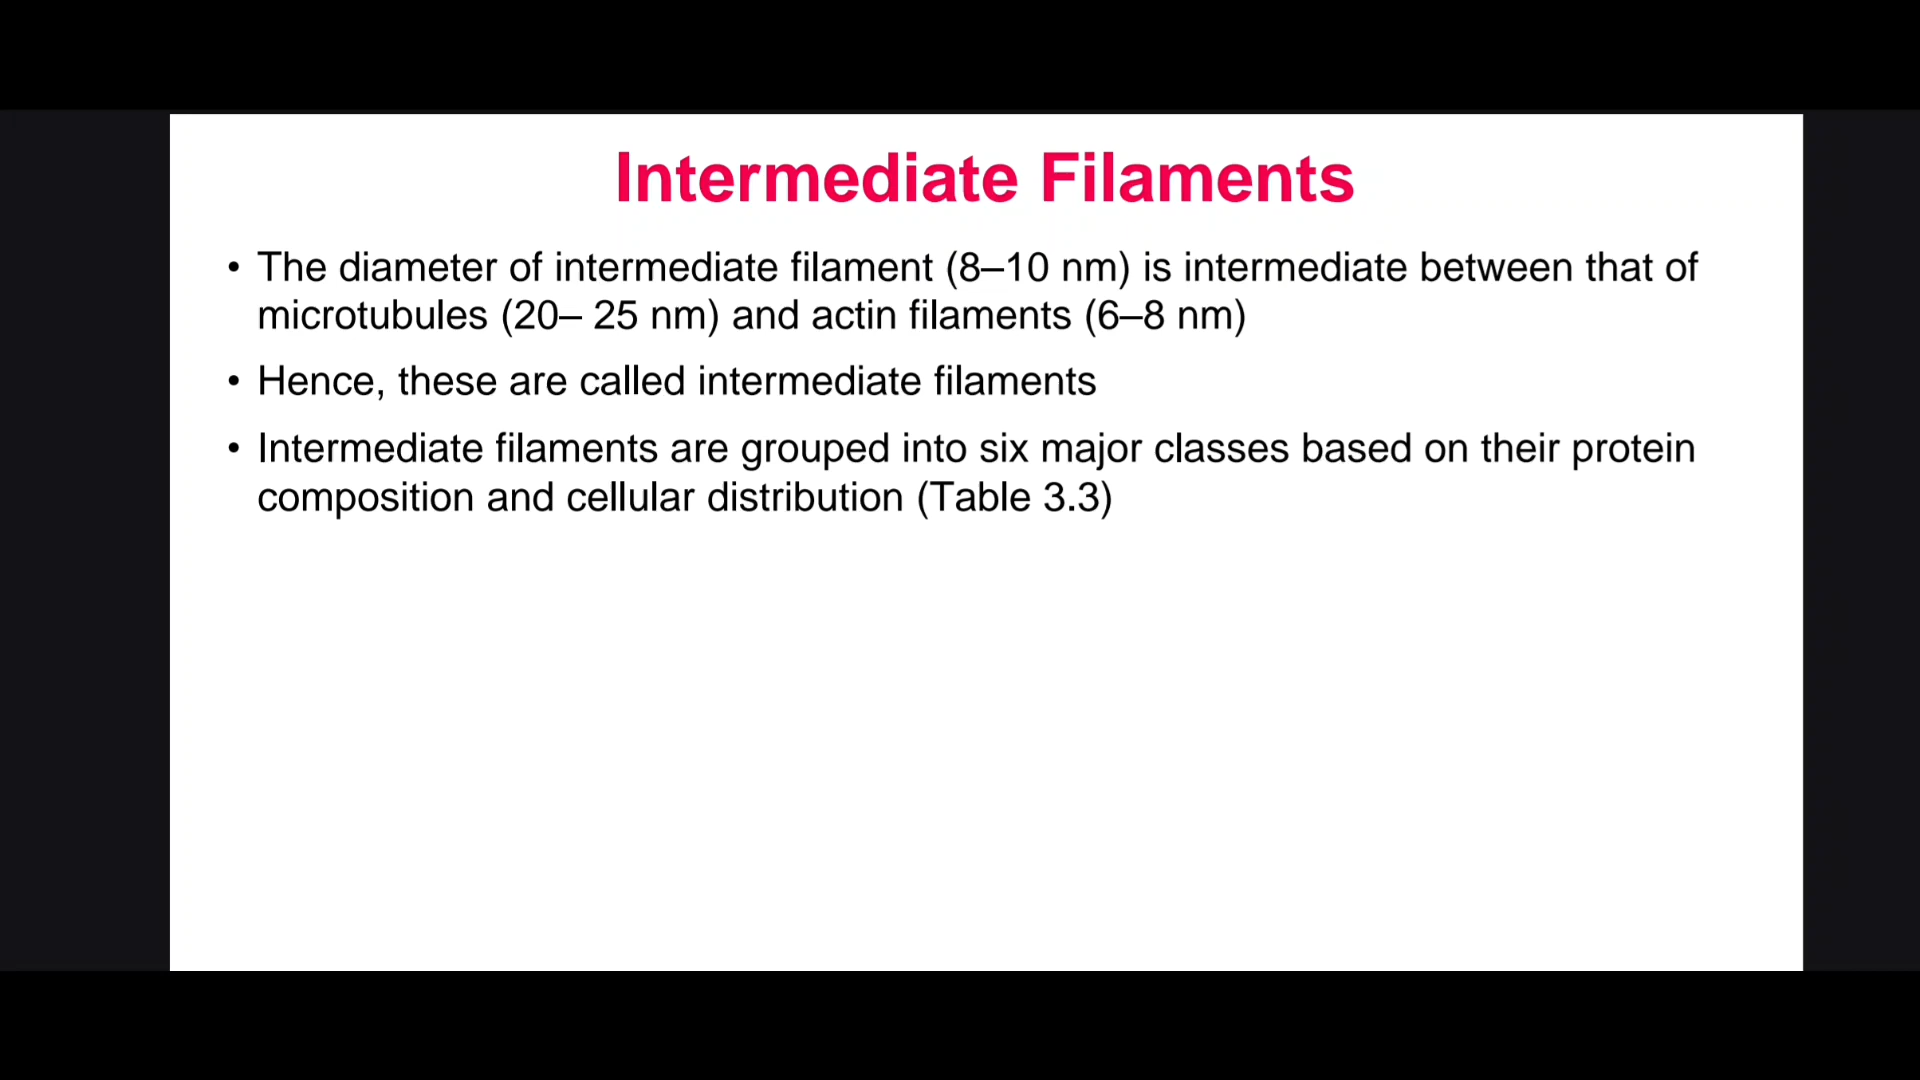 Intermediate Filaments
• The diameter of intermediate filament (8–10 nm) is intermediate between that of
microtubules (20– 25 nm) and actin filaments (6–8 nm)
• Hence, these are called intermediate filaments
• Intermediate filaments are grouped into six major classes based on their protein
composition and cellular distribution (Table 3.3)